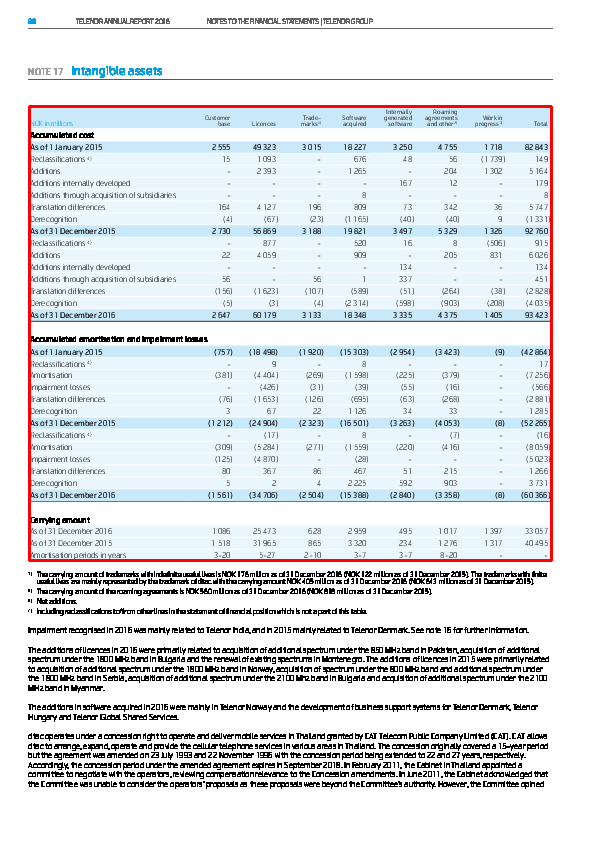 88 TELENOR ANNUAL REPORT 2016 NOTES TO THE FINANCIAL STATEMENTS | TELENOR GROUP
NOTE 17 Intangible assets
NOK in millions Customer base Licences Trade-marks¹⁾ Software acquired Internally generated software Roaming agreements and other²⁾ Work in progress³⁾ Total
Accumulated cost
As of 1 January 2015 2 555 49 323 3 015 18 227 3 250 4 755 1 718 82 843
Reclassifications ⁴⁾ 15 1 093 – 676 48 56 (1 739) 149
Additions – 2 393 – 1 265 – 204 1 302 5 164
Additions internally developed – – – – 167 12 – 179
Additions through acquisition of subsidiaries – – – 8 – – – 8
Translation differences 164 4 127 196 809 73 342 36 5 747
Derecognition (4) (67) (23) (1 165) (40) (40) 9 (1 331)
As of 31 December 2015 2 730 56 869 3 188 19 821 3 497 5 329 1 326 92 760
Reclassifications ⁴⁾ – 877 – 520 16 8 (506) 915
Additions 22 4 059 – 909 – 205 831 6 026
Additions internally developed – – – – 134 – – 134
Additions through acquisition of subsidiaries 56 – 56 1 337 – – 451
Translation differences (156) (1 623) (107) (589) (51) (264) (38) (2 828)
Derecognition (5) (3) (4) (2 314) (598) (903) (208) (4 035)
As of 31 December 2016 2 647 60 179 3 133 18 348 3 335 4 375 1 405 93 423
Accumulated amortisation and impairment losses
As of 1 January 2015 (757) (18 498) (1 920) (15 303) (2 954) (3 423) (9) (42 864)
Reclassifications ⁴⁾ – 9 – 8 – – – 17
Amortisation (381) (4 404) (269) (1 598) (225) (379) – (7 256)
Impairment losses – (426) (31) (39) (55) (16) – (566)
Translation differences (76) (1 653) (126) (695) (63) (268) – (2 881)
Derecognition 3 67 22 1 126 34 33 – 1 285
As of 31 December 2015 (1 212) (24 904) (2 323) (16 501) (3 263) (4 053) (8) (52 265)
Reclassifications ⁴⁾ – (17) – 8 – (7) – (16)
Amortisation (309) (5 284) (271) (1 559) (220) (416) – (8 059)
Impairment losses (125) (4 870) – (28) – – – (5 023)
Translation differences 80 367 86 467 51 215 – 1 266
Derecognition 5 2 4 2 225 592 903 – 3 731
As of 31 December 2016 (1 561) (34 706) (2 504) (15 388) (2 840) (3 358) (8) (60 366)
Carrying amount
As of 31 December 2016 1 086 25 473 628 2 959 495 1 017 1 397 33 057
As of 31 December 2015 1 518 31 965 865 3 320 234 1 276 1 317 40 495
Amortisation periods in years 3–20 5–27 2–10 3–7 3–7 8–20 – –
¹⁾ The carrying amount of trademarks with indefinite useful lives is NOK 176 million as of 31 December 2016 (NOK 122 million as of 31 December 2015). The trademarks with finite
useful lives are mainly represented by the trademark of dtac with the carrying amount NOK 405 million as of 31 December 2016 (NOK 613 million as of 31 December 2015).
²⁾ The carrying amount of the roaming agreements is NOK 560 million as of 31 December 2016 (NOK 818 million as of 31 December 2015).
³⁾ Net additions.
⁴⁾ Including reclassifications to/from other lines in the statement of financial position which is not a part of this table.
Impairment recognised in 2016 was mainly related to Telenor India, and in 2015 mainly related to Telenor Denmark. See note 16 for further information.
The additions of licences in 2016 were primarily related to acquisition of additional spectrum under the 850 MHz band in Pakistan, acquisition of additional
spectrum under the 1800 MHz band in Bulgaria and the renewal of existing spectrums in Montenegro. The additions of licences in 2015 were primarily related
to acquisition of additional spectrum under the 1800 MHz band in Norway, acquisition of spectrum under the 800 MHz band and additional spectrum under
the 1800 MHz band in Serbia, acquisition of additional spectrum under the 2100 MHz band in Bulgaria and acquisition of additional spectrum under the 2100
MHz band in Myanmar.
The additions in software acquired in 2016 were mainly in Telenor Norway and the development of business support systems for Telenor Denmark, Telenor
Hungary and Telenor Global Shared Services.
dtac operates under a concession right to operate and deliver mobile services in Thailand granted by CAT Telecom Public Company Limited (CAT). CAT allows
dtac to arrange, expand, operate and provide the cellular telephone services in various areas in Thailand. The concession originally covered a 15–year period
but the agreement was amended on 23 July 1993 and 22 November 1996 with the concession period being extended to 22 and 27 years, respectively.
Accordingly, the concession period under the amended agreement expires in September 2018. In February 2011, the Cabinet in Thailand appointed a
committee to negotiate with the operators, reviewing compensation relevance to the Concession amendments. In June 2011, the Cabinet acknowledged that
the Committee was unable to consider the operators' proposals as these proposals were beyond the Committee's authority. However, the Committee opined